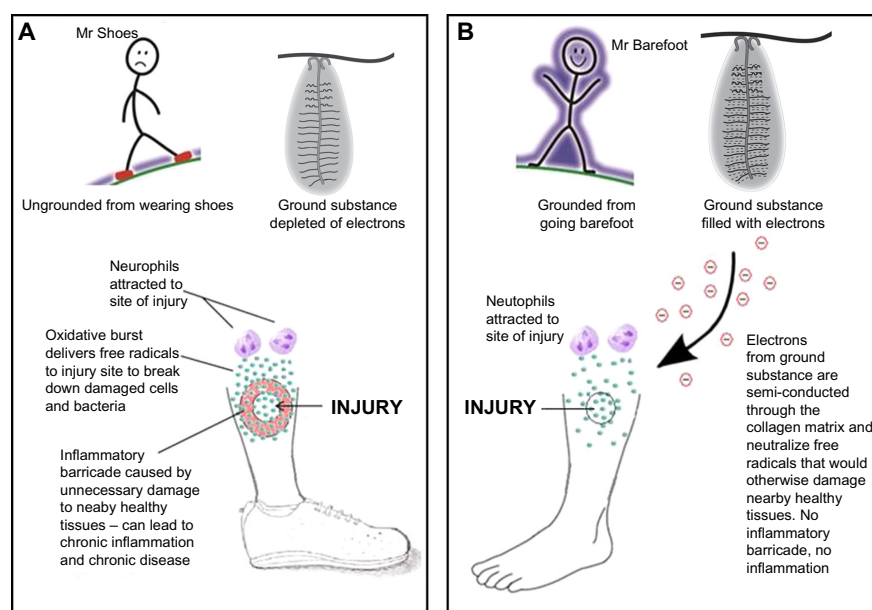 A
Mr Shoes
Ungrounded from wearing shoes
Ground substance
depleted of electrons
Neurophils
attracted to
site of injury
Oxidative burst
delivers free radicals
to injury site to break
down damaged cells
and bacteria
INJURY
Inflammatory
barricade caused by
unnecessary damage
to neaby healthy
tissues – can lead to
chronic inflammation
and chronic disease
B
Mr Barefoot
Grounded from
going barefoot
Ground substance
filled with electrons
Neutophils
attracted to
site of injury
INJURY
Electrons
from ground
substance are
semi-conducted
through the
collagen matrix and
neutralize free
radicals that would
otherwise damage
nearby healthy
tissues. No
inflammatory
barricade, no
inflammation